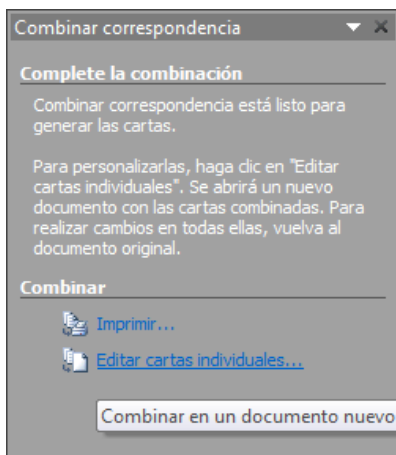 Combinar correspondencia
Complete la combinación
Combinar correspondencia está listo para
generar las cartas.
Para personalizarlas, haga clic en "Editar
cartas individuales". Se abrirá un nuevo
documento con las cartas combinadas. Para
realizar cambios en todas ellas, vuelva al
documento original.
Combinar
Imprimir...
Editar cartas individuales...
Combinar en un documento nuevo